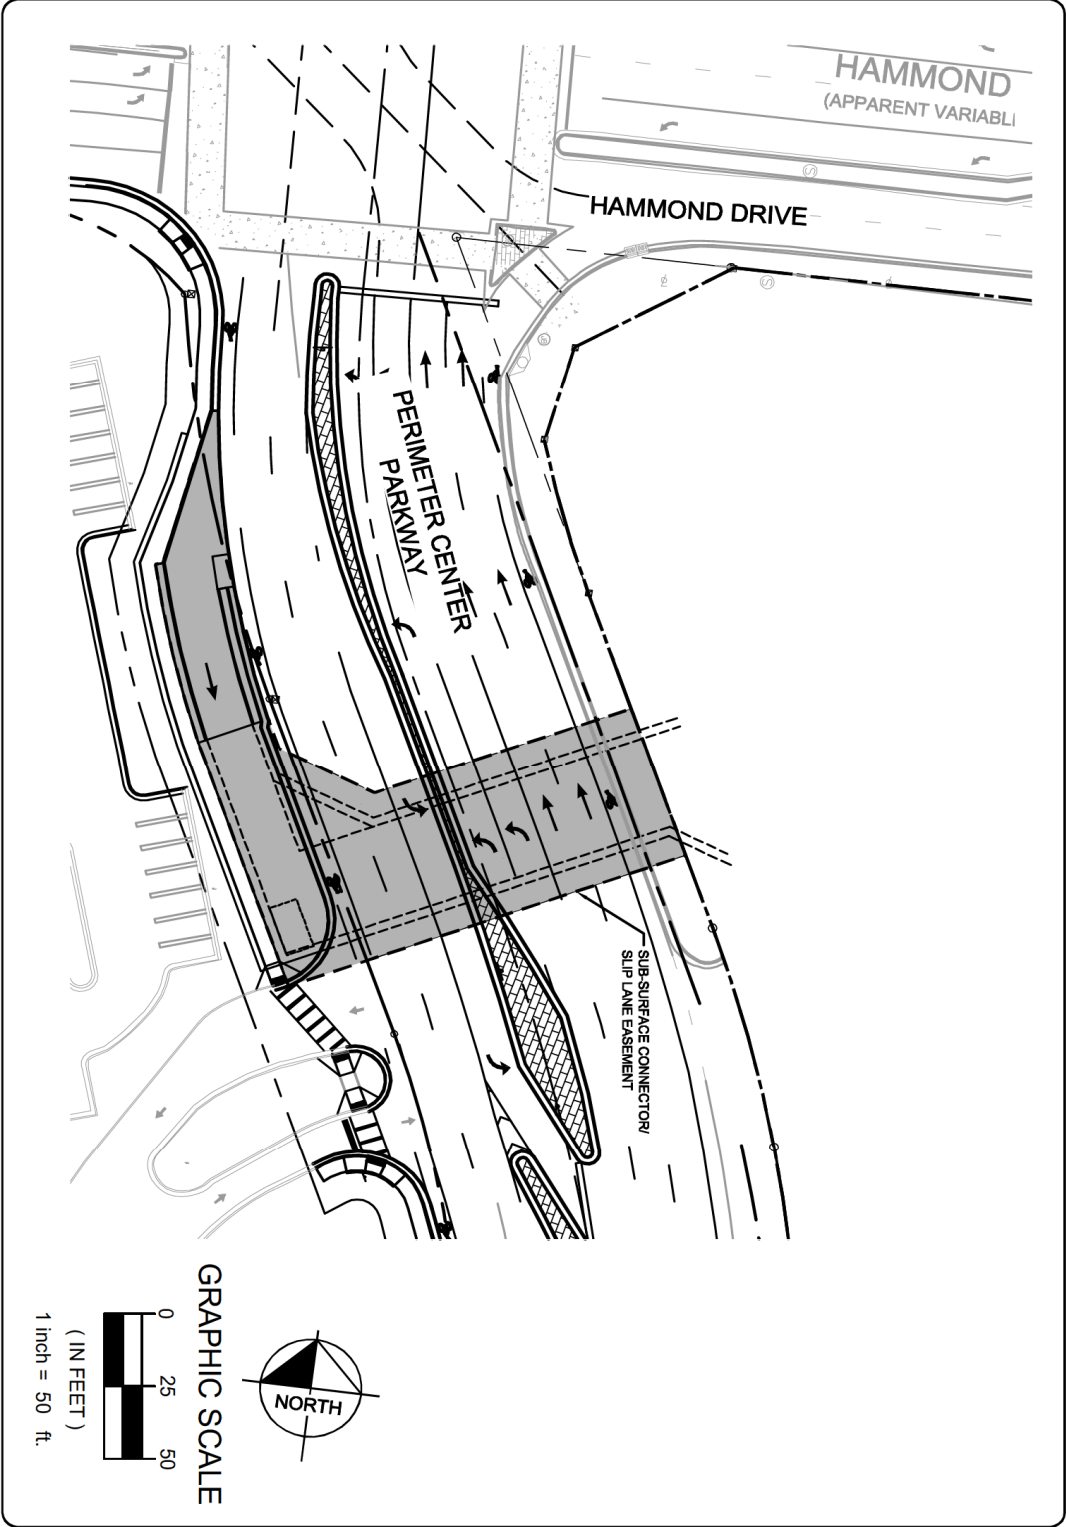 HAMMOND
(APPARENT VARIABL
HAMMOND DRIVE
PERIMETER CENTER
PARKWAY
SUB-SURFACE CONNECTOR/
SLIP LANE EASEMENT
NORTH
GRAPHIC SCALE
0 25 50
( IN FEET )
1 inch = 50 ft.